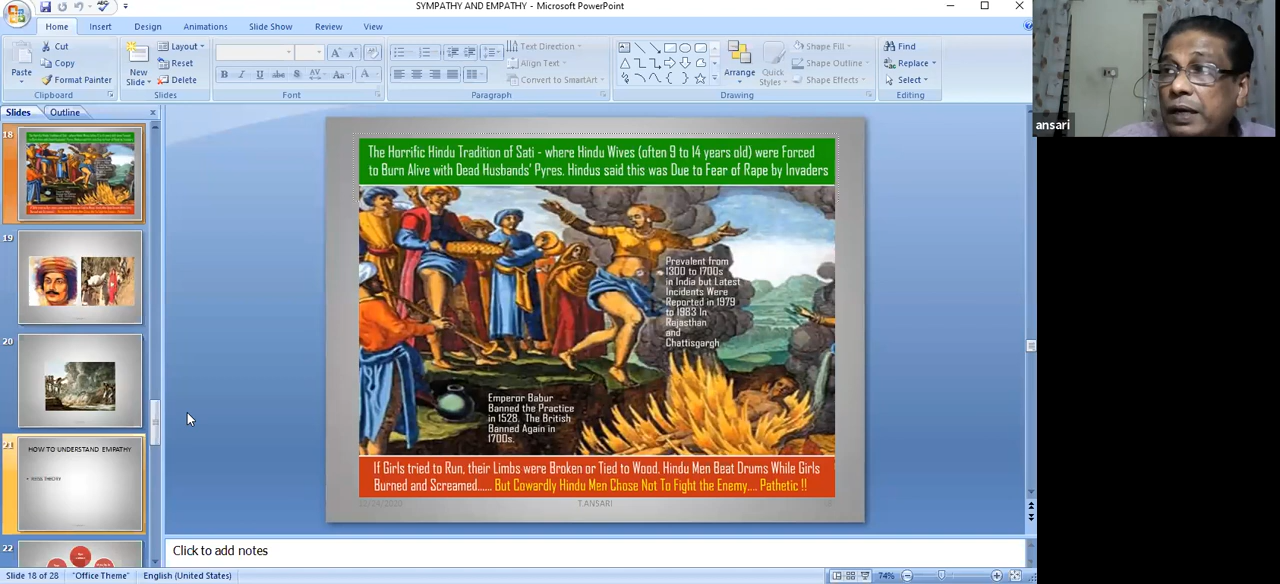 SYMPATHY AND EMPATHY - Microsoft PowerPoint
Home Insert Design Animations Slide Show Review View
Cut
Copy
Format Painter
Paste
Clipboard
New
Slide
Layout
Reset
Delete
Slides
Font
Paragraph
Text Direction
Align Text
Convert to SmartArt
Arrange
Quick
Styles
Shape Fill
Shape Outline
Shape Effects
Drawing
Find
Replace
Select
Editing
ansari
Slides Outline
18
19
20
21
HOW TO UNDERSTAND EMPATHY
22
The Horrific Hindu Tradition of Sati - where Hindu Wives (often 9 to 14 years old) were Forced
to Burn Alive with Dead Husbands' Pyres. Hindus said this was Due to Fear of Rape by Invaders
Prevalent from
1300 to 1700s
in India but Latest
Incidents Were
Reported in 1979
to 1983 In
Rajasthan
and
Chattisgargh
Emperor Babur
Banned the Practice
in 1528. The British
Banned Again in
1700s.
If Girls tried to Run, their Limbs were Broken or Tied to Wood. Hindu Men Beat Drums While Girls
Burned and Screamed...... But Cowardly Hindu Men Chose Not To Fight the Enemy.... Pathetic !!
T.ANSARI
18
Click to add notes
Slide 18 of 28 "Office Theme" English (United States) 74%